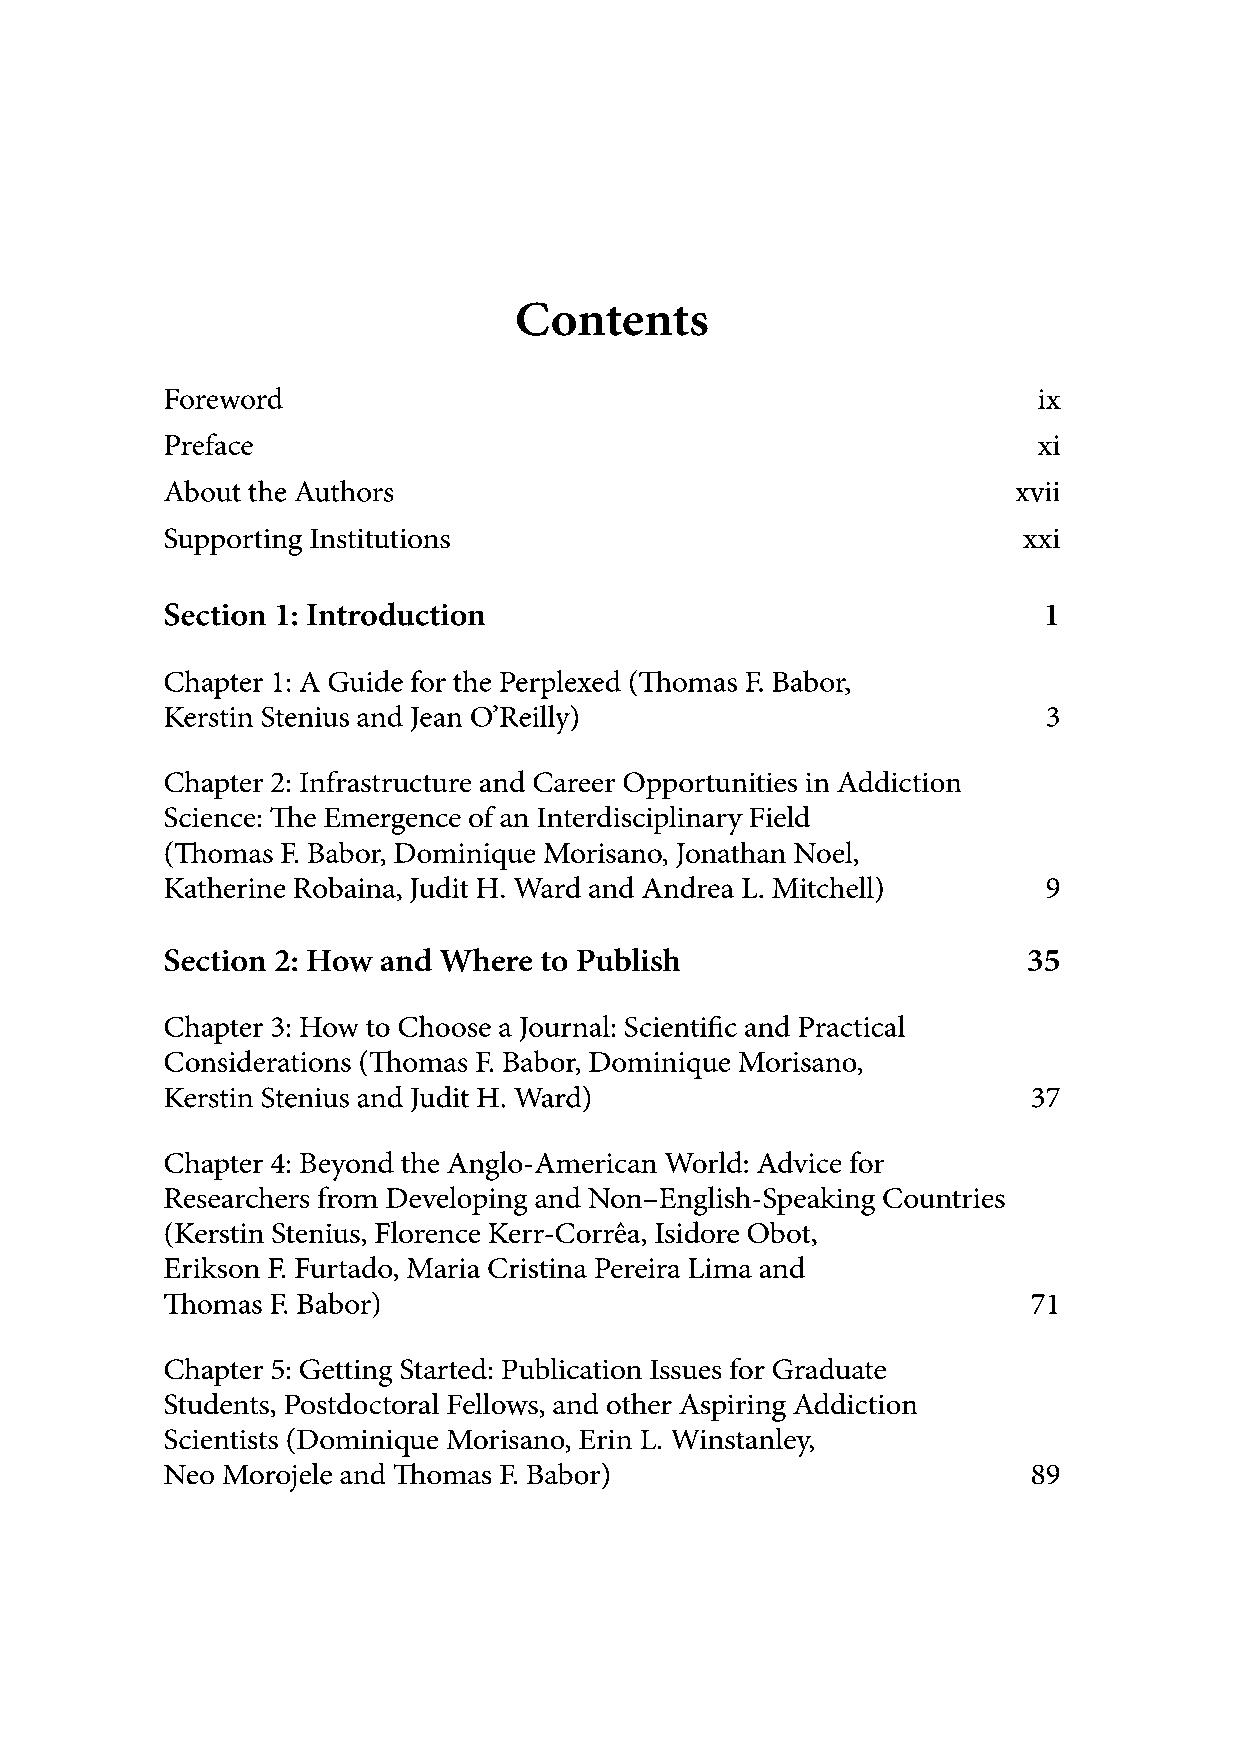 Contents
Foreword ix
Preface xi
About the Authors xvii
Supporting Institutions xxi
Section 1: Introduction 1
Chapter 1: A Guide for the Perplexed (Thomas F. Babor,
Kerstin Stenius and Jean O’Reilly) 3
Chapter 2: Infrastructure and Career Opportunities in Addiction
Science: The Emergence of an Interdisciplinary Field
(Thomas F. Babor, Dominique Morisano, Jonathan Noel,
Katherine Robaina, Judit H. Ward and Andrea L. Mitchell) 9
Section 2: How and Where to Publish 35
Chapter 3: How to Choose a Journal: Scientific and Practical
Considerations (Thomas F. Babor, Dominique Morisano,
Kerstin Stenius and Judit H. Ward) 37
Chapter 4: Beyond the Anglo-American World: Advice for
Researchers from Developing and Non–English-Speaking Countries
(Kerstin Stenius, Florence Kerr-Corrêa, Isidore Obot,
Erikson F. Furtado, Maria Cristina Pereira Lima and
Thomas F. Babor) 71
Chapter 5: Getting Started: Publication Issues for Graduate
Students, Postdoctoral Fellows, and other Aspiring Addiction
Scientists (Dominique Morisano, Erin L. Winstanley,
Neo Morojele and Thomas F. Babor) 89